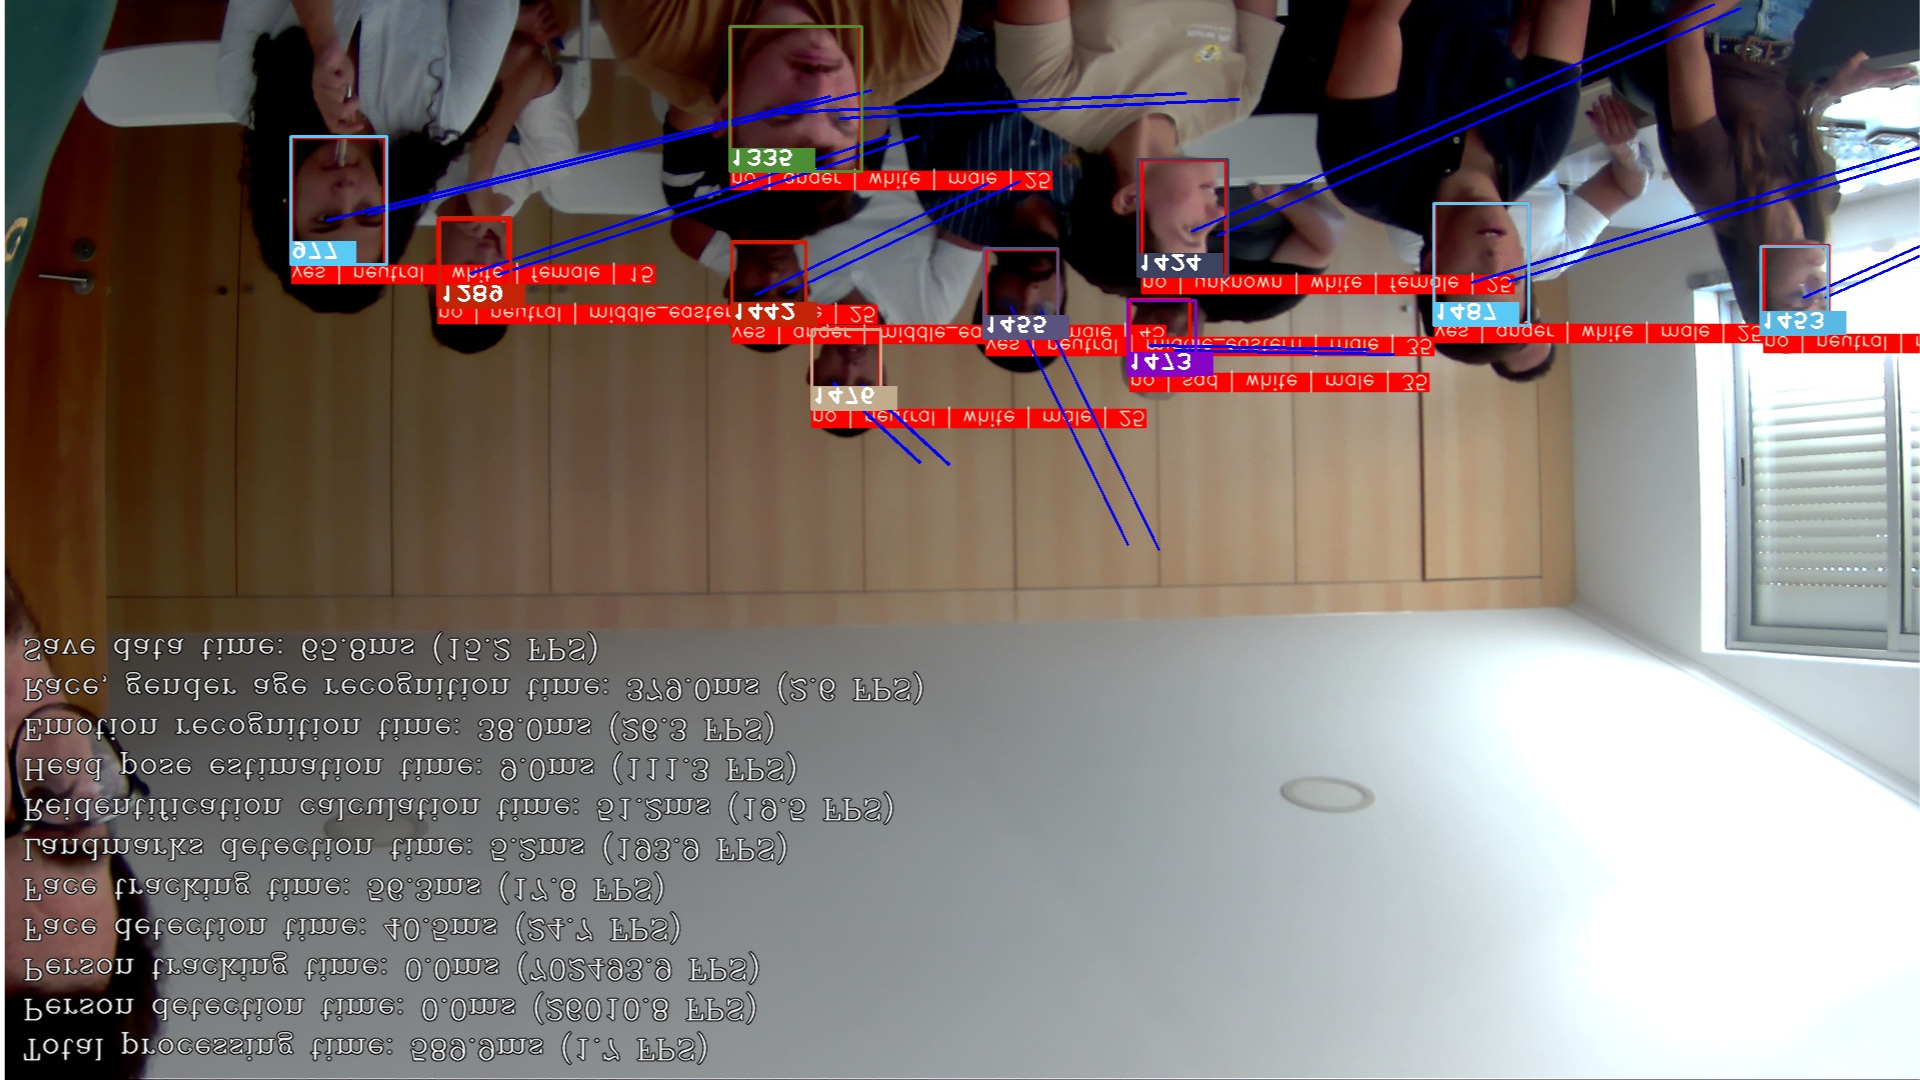 Total processing time: 589.9ms (1.7 FPS)
Person detection time: 0.0ms (26010.8 FPS)
Person tracking time: 0.0ms (702493.9 FPS)
Face detection time: 40.5ms (24.7 FPS)
Face tracking time: 56.3ms (17.8 FPS)
Landmarks detection time: 5.2ms (193.9 FPS)
Reidentification calculation time: 51.2ms (19.5 FPS)
Head pose estimation time: 9.0ms (111.3 FPS)
Emotion recognition time: 38.0ms (26.3 FPS)
Race, gender age recognition time: 379.0ms (2.6 FPS)
Save data time: 65.8ms (15.2 FPS)
no | neutral | white | male | 25
1476
no | sad | white | male | 35
1473
yes | neutral | middle_eastern | male | 35
1455
no | neutral |
1453
yes | anger | white | male | 25
1487
yes | anger | male | 45
1442
no | neutral | | 25
1289
no | unknown | white | female | 25
1424
yes | neutral | white | female | 15
977
no | anger | white | male | 25
1335